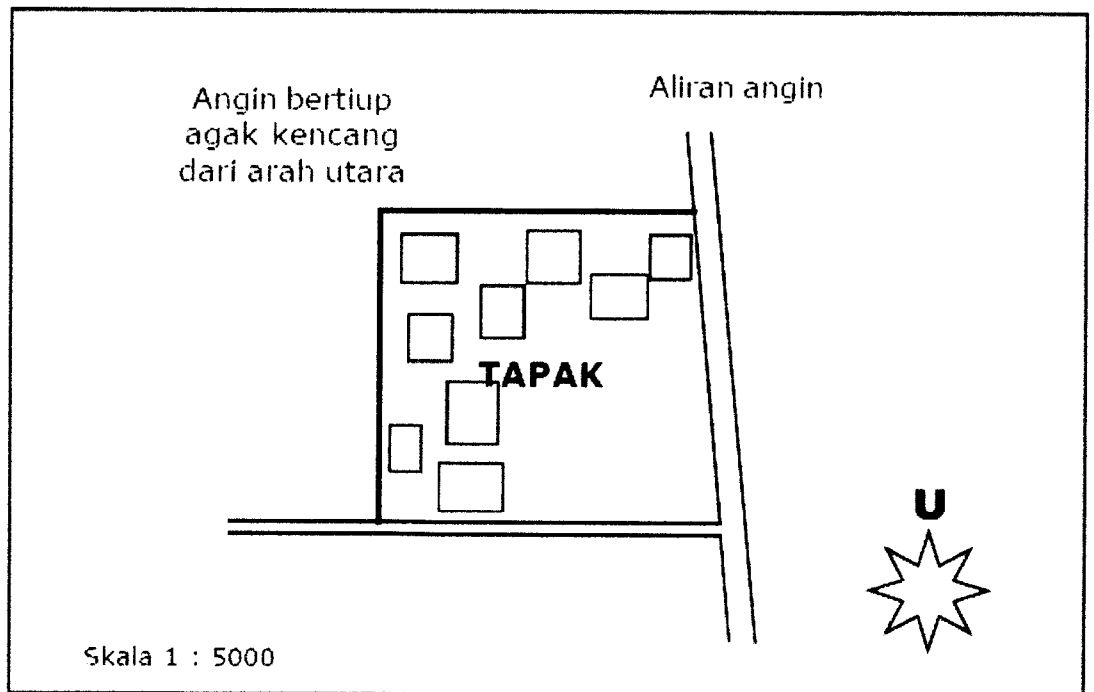 Angin bertiup
agak kencang
dari arah utara
Aliran angin
TAPAK
U
Skala 1 : 5000